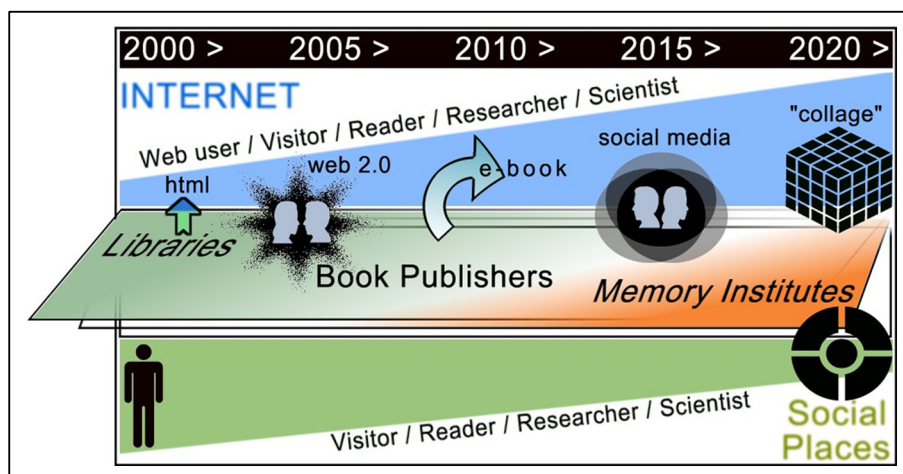 2000 > 2005 > 2010 > 2015 > 2020 >
INTERNET
Web user / Visitor / Reader / Researcher / Scientist
"collage"
social media
web 2.0
e-book
html
Libraries
Book Publishers
Memory Institutes
Visitor / Reader / Researcher / Scientist
Social
Places